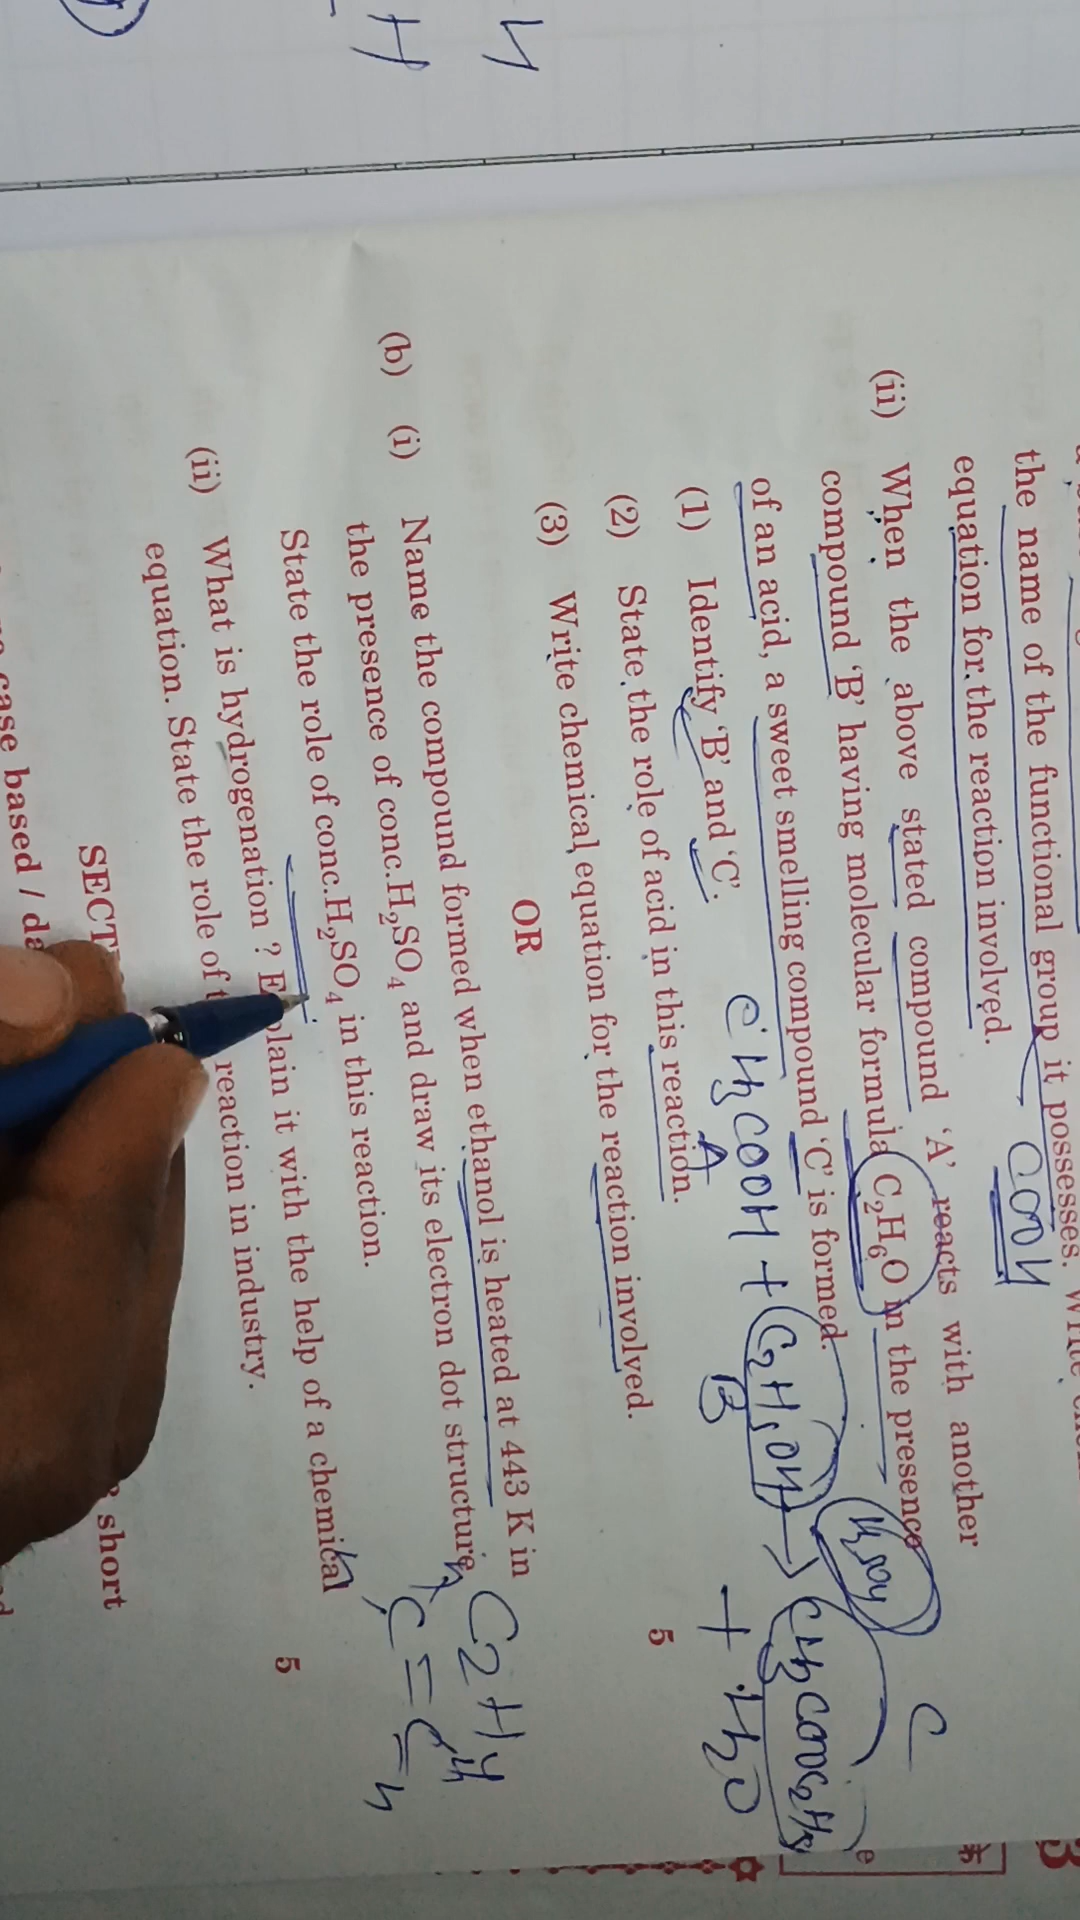 the name of the functional group it possesses.
equation for the reaction involved.
COOH
(ii) When the above stated compound ‘A’ reacts with another
compound ‘B’ having molecular formula C₂H₆O in the presence
of an acid, a sweet smelling compound ‘C’ is formed.
(1) Identify ‘B’ and ‘C’.
(2) State the role of acid in this reaction.
(3) Write chemical equation for the reaction involved.
5
C
CH₃COOH + C₂H₅OH → CH₃COOC₂H₅
A B
+ H₂O
OR
(b) (i) Name the compound formed when ethanol is heated at 443 K in
the presence of conc.H₂SO₄ and draw its electron dot structure.
State the role of conc.H₂SO₄ in this reaction.
C₂H₄
C = C
(ii) What is hydrogenation ? Explain it with the help of a chemical
equation. State the role of reaction in industry.
5
short
case based /